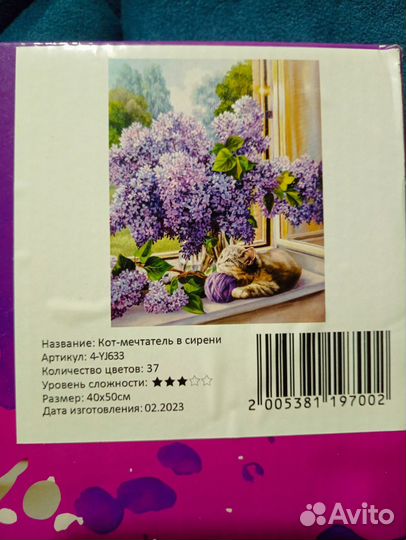 Название: Кот-мечтатель в сирени
Артикул: 4-YJ633
Количество цветов: 37
Уровень сложности: ★★★☆☆
Размер: 40х50см
Дата изготовления: 02.2023
2 005381 197002
Avito